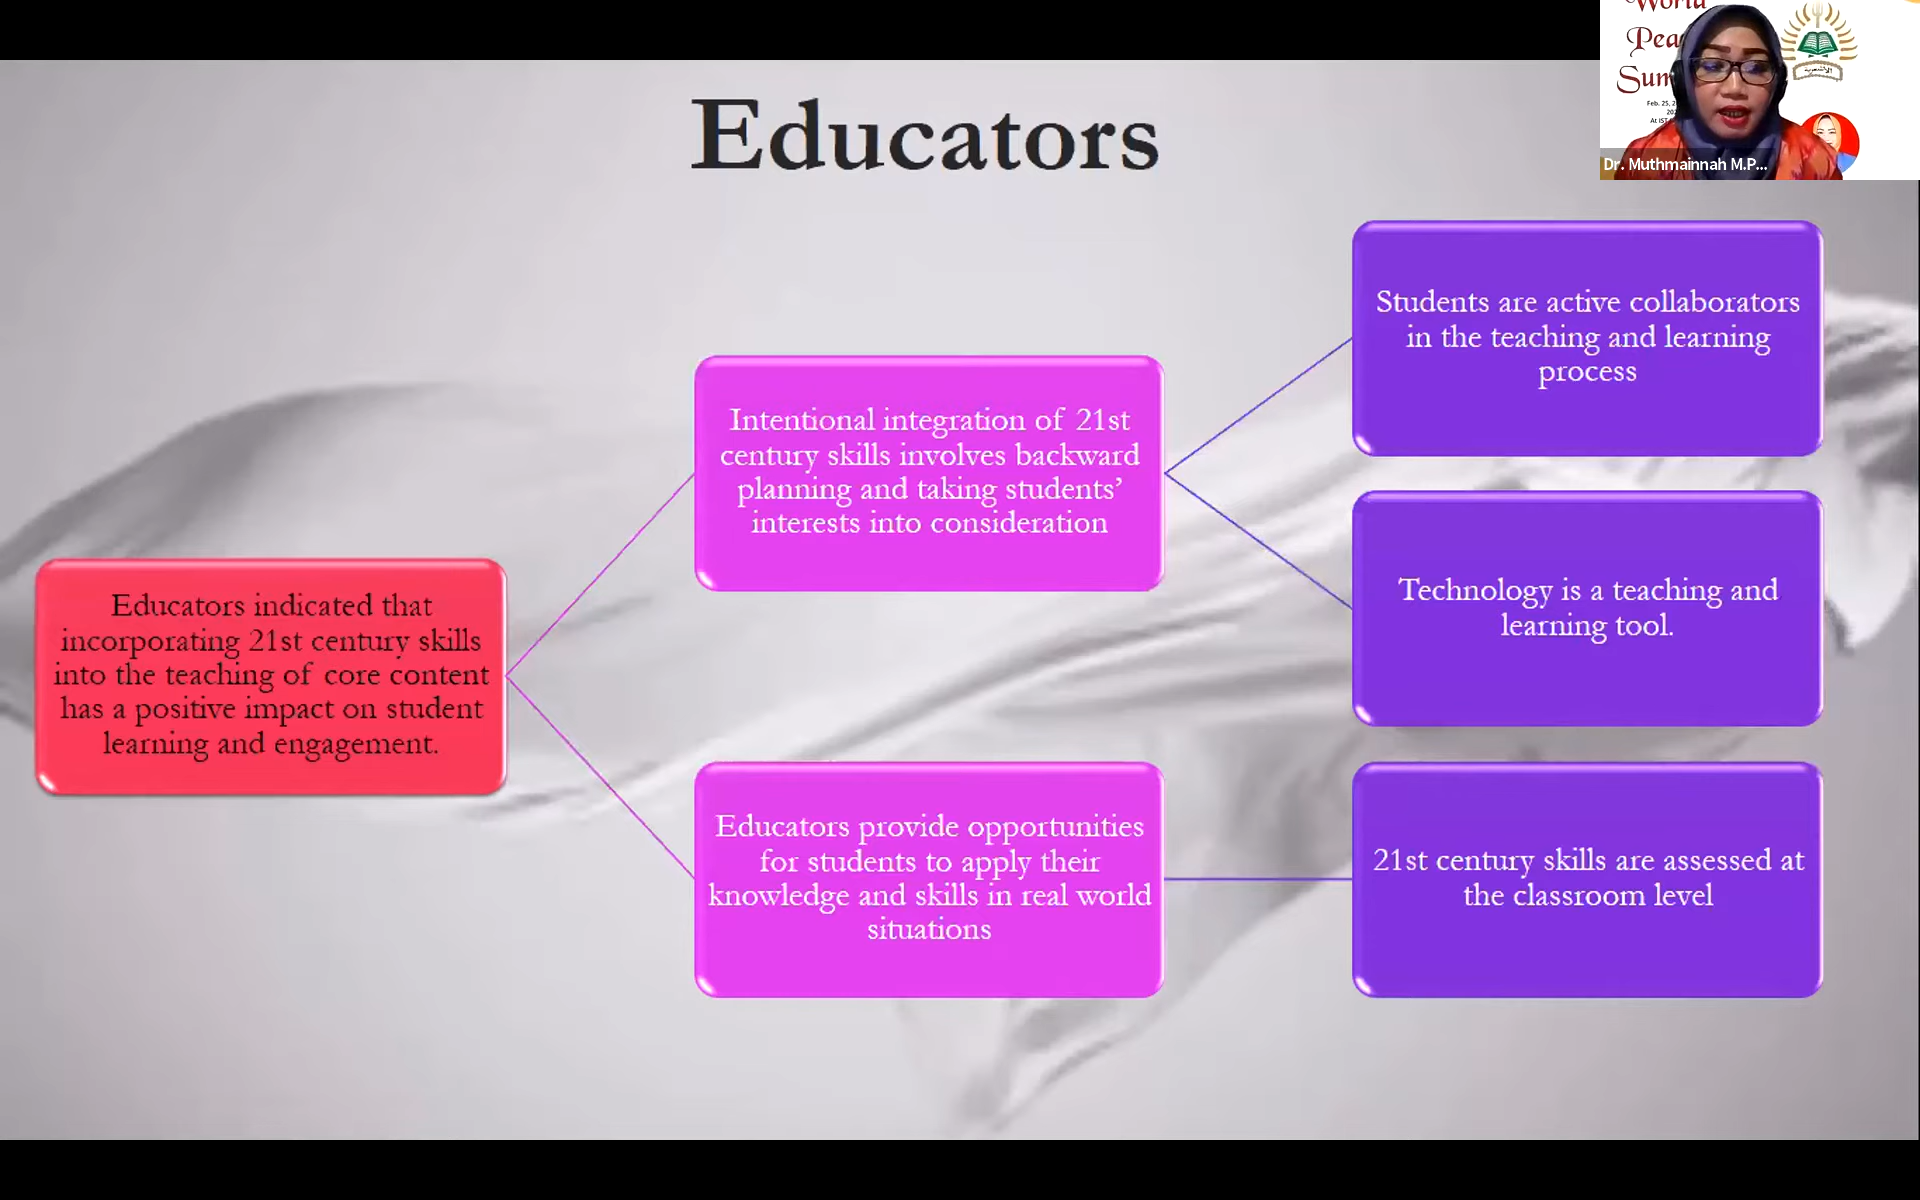 World
Pea
Sum
Feb. 25, 2
202
At IST
الأشعرية
Dr. Muthmainnah M.P...
Educators
Students are active collaborators
in the teaching and learning
process
Intentional integration of 21st
century skills involves backward
planning and taking students’
interests into consideration
Technology is a teaching and
learning tool.
Educators indicated that
incorporating 21st century skills
into the teaching of core content
has a positive impact on student
learning and engagement.
Educators provide opportunities
for students to apply their
knowledge and skills in real world
situations
21st century skills are assessed at
the classroom level